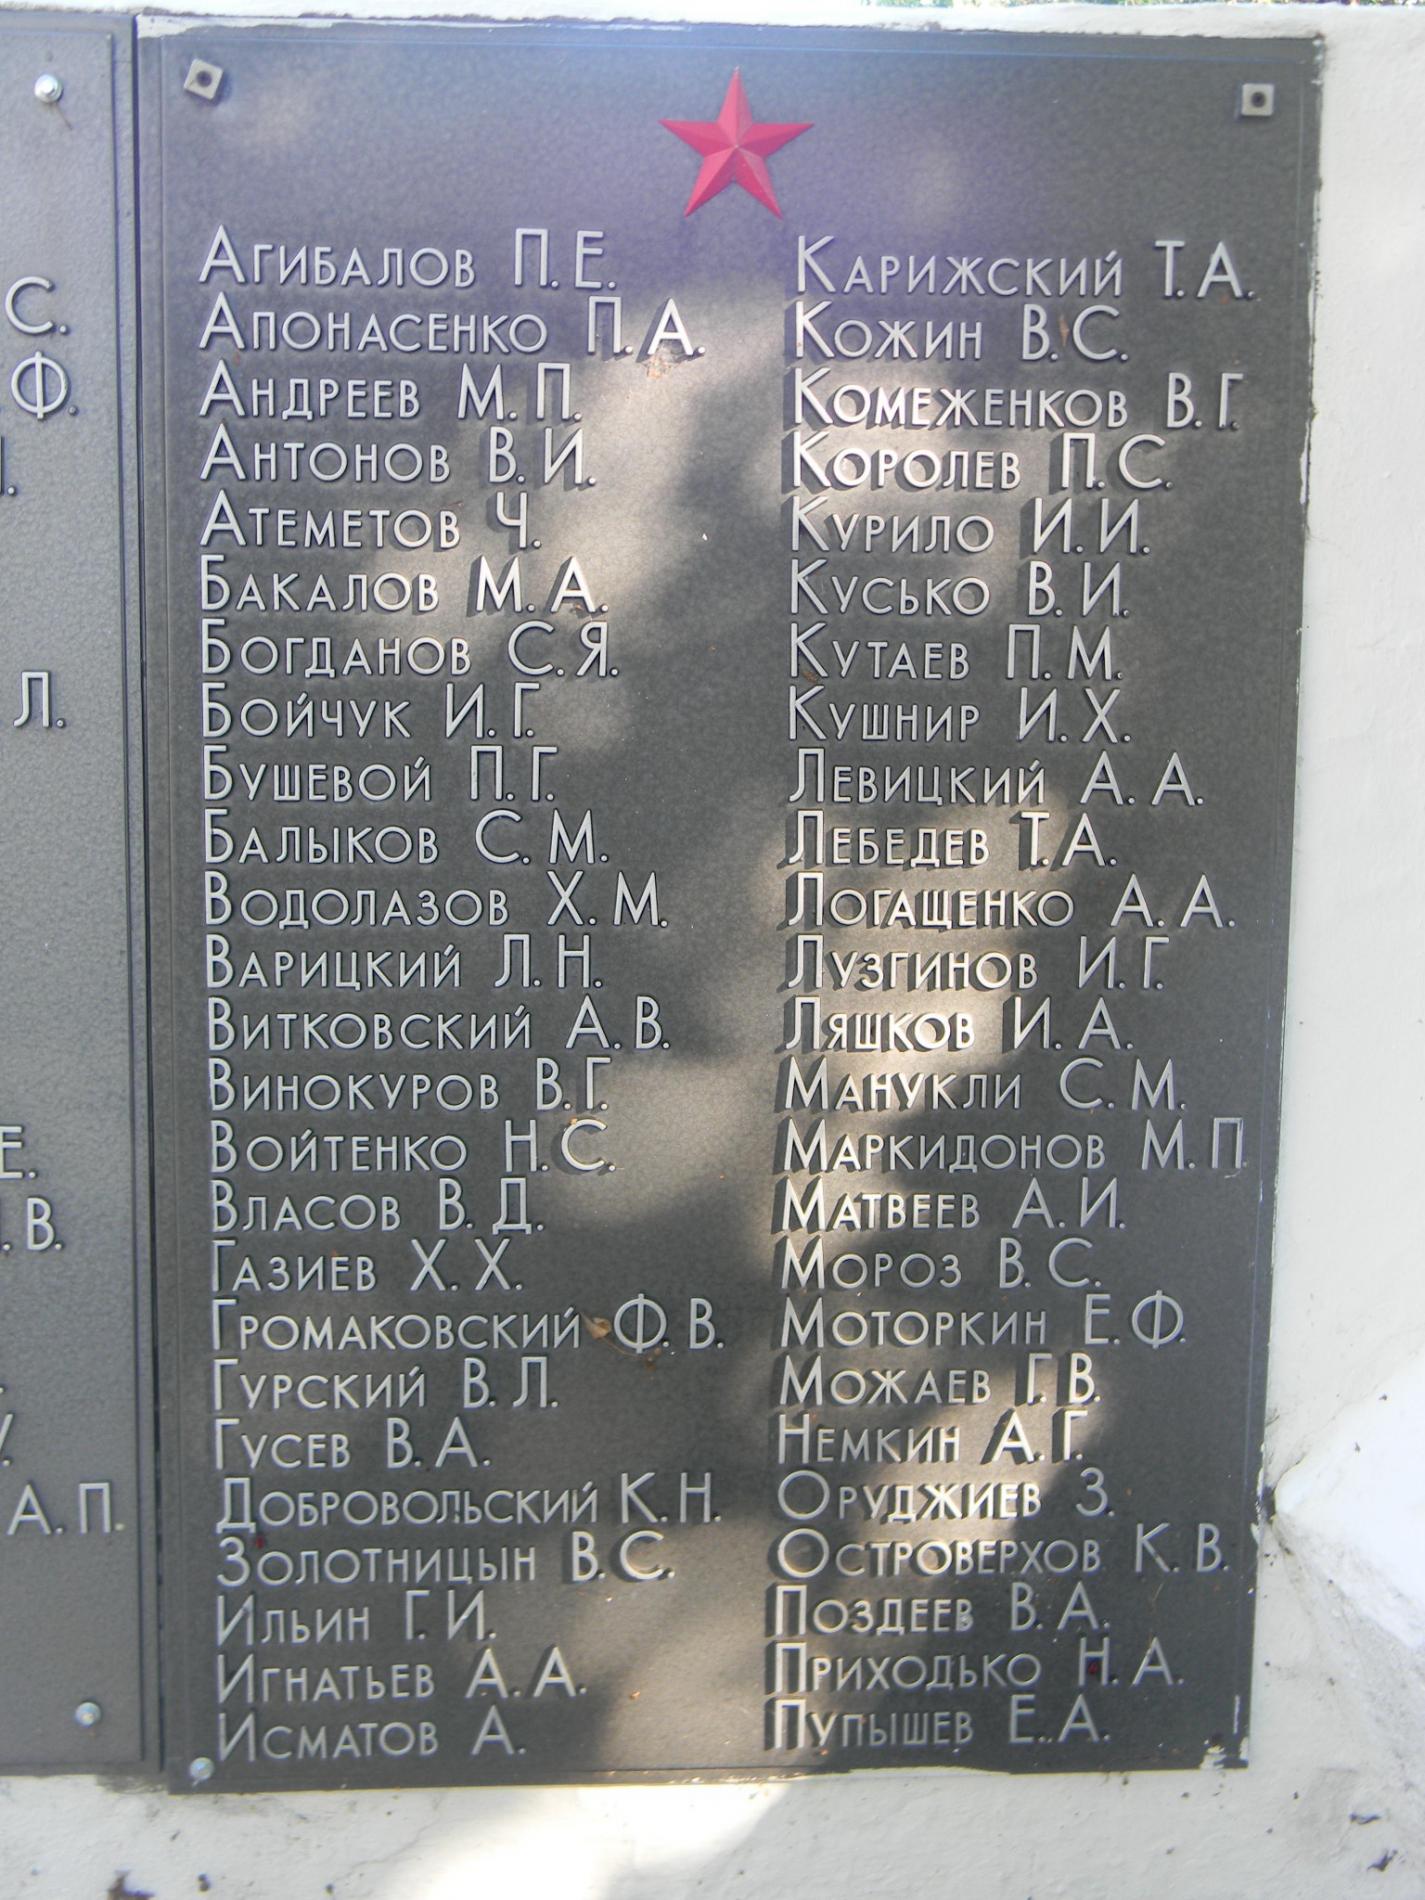 С.
Ф.
Л.
Е.
В.
А. П.
Агибалов П. Е.
Апонасенко П. А.
Андреев М. П.
Антонов В. И.
Атеметов Ч.
Бакалов М. А.
Богданов С. Я.
Бойчук И. Г.
Бушевой П. Г.
Балыков С. М.
Водолазов Х. М.
Варицкий Л. Н.
Витковский А. В.
Винокуров В. Г.
Войтенко Н. С.
Власов В. Д.
Газиев Х. Х.
Громаковский Ф. В.
Гурский В. Л.
Гусев В. А.
Добровольский К. Н.
Золотницын В. С.
Ильин Г. И.
Игнатьев А. А.
Исматов А.
Карижский Т. А.
Кожин В. С.
Комеженков В. Г.
Королев П. С.
Курило И. И.
Кусько В. И.
Кутаев П. М.
Кушнир И. Х.
Левицкий А. А.
Лебедев Т. А.
Логащенко А. А.
Лузгинов И. Г.
Ляшков И. А.
Манукли С. М.
Маркидонов М. П.
Матвеев А. И.
Мороз В. С.
Моторкин Е. Ф.
Можаев Г. В.
Немкин А. Г.
Оруджиев З.
Островерхов К. В.
Поздеев В. А.
Приходько Н. А.
Пупышев Е. А.